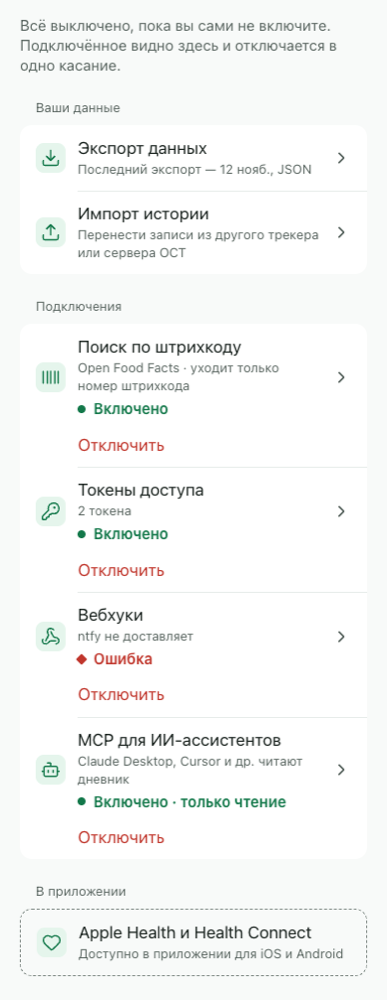 Всё выключено, пока вы сами не включите.
Подключённое видно здесь и отключается в
одно касание.
Ваши данные
Экспорт данных
Последний экспорт — 12 нояб., JSON
Импорт истории
Перенести записи из другого трекера
или сервера ОСТ
Подключения
Поиск по штрихкоду
Open Food Facts · уходит только
номер штрихкода
Включено
Отключить
Токены доступа
2 токена
Включено
Отключить
Вебхуки
ntfy не доставляет
Ошибка
Отключить
MCP для ИИ-ассистентов
Claude Desktop, Cursor и др. читают
дневник
Включено · только чтение
Отключить
В приложении
Apple Health и Health Connect
Доступно в приложении для iOS и Android